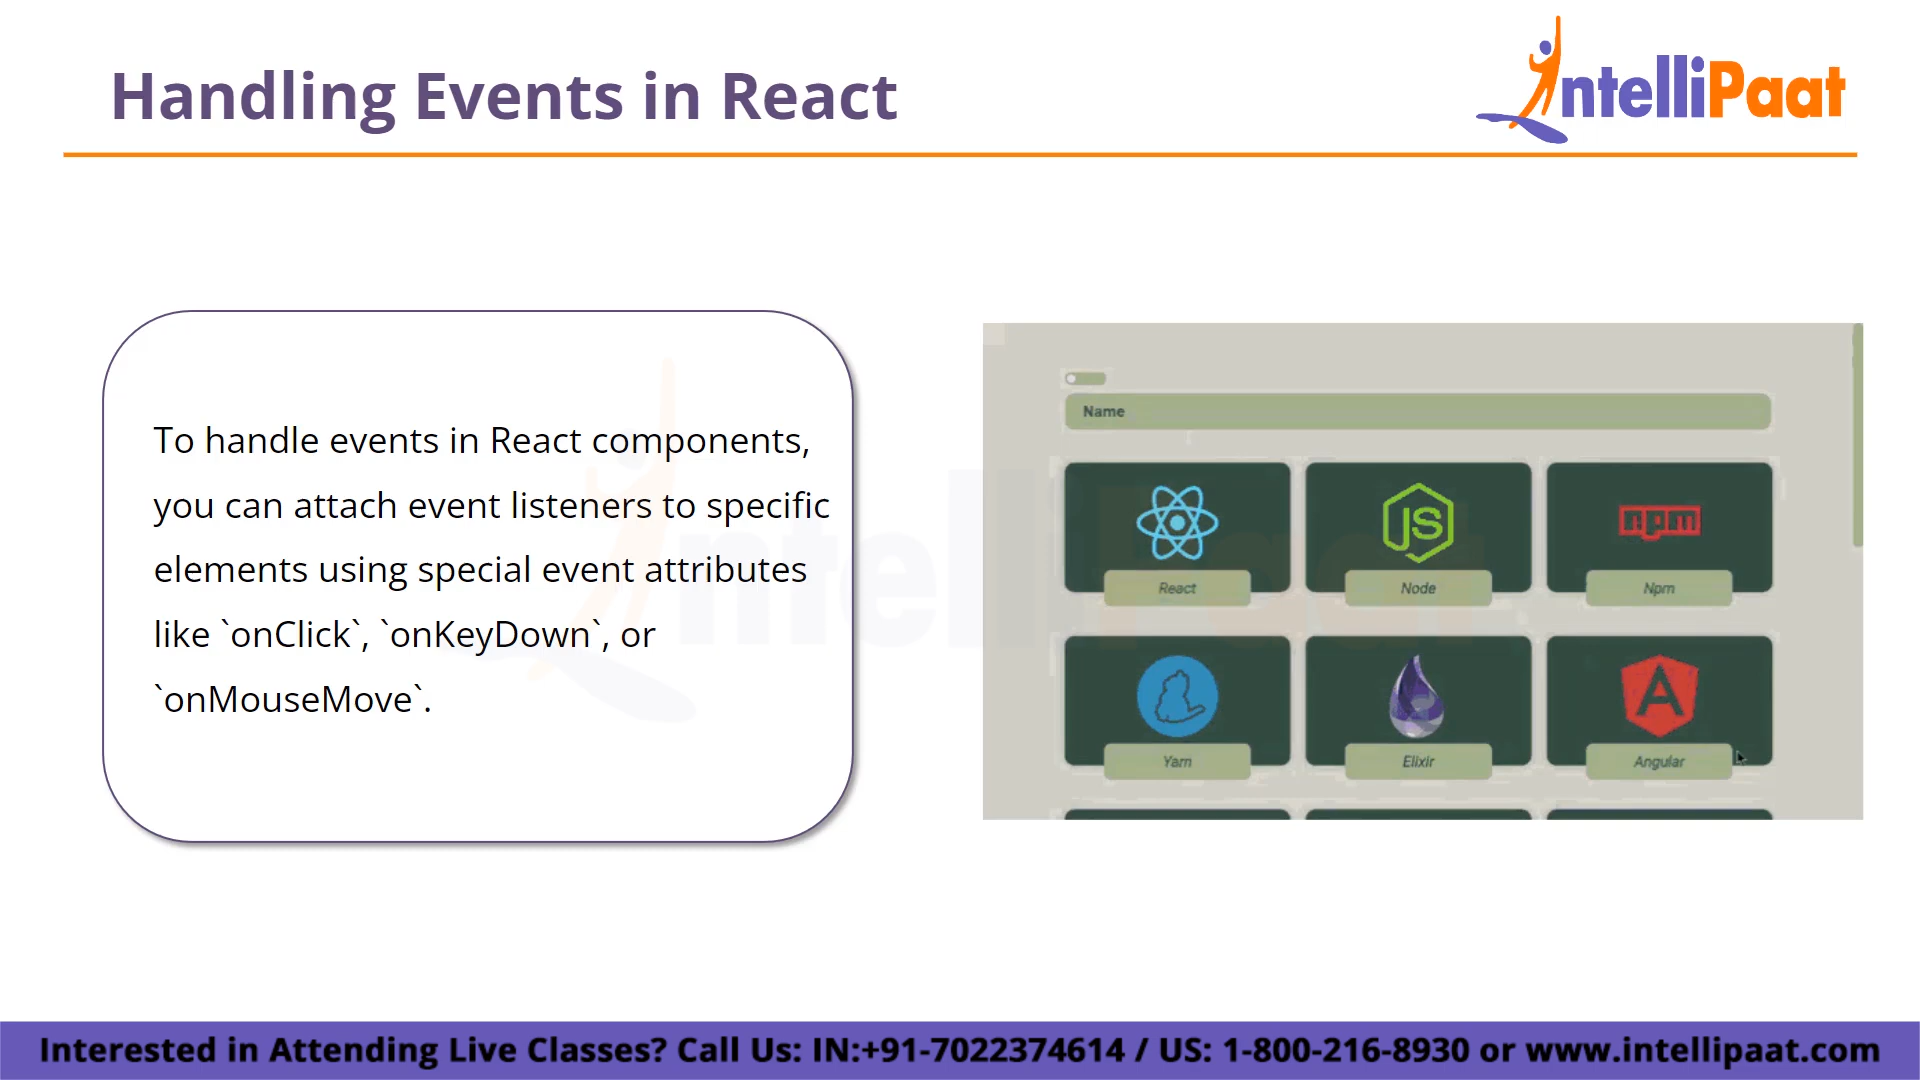 Handling Events in React
IntelliPaat
To handle events in React components,
you can attach event listeners to specific
elements using special event attributes
like `onClick`, `onKeyDown`, or
`onMouseMove`.
Name
JS
npm
React
Node
Npm
A
Yarn
Elixir
Angular
Interested in Attending Live Classes? Call Us: IN:+91-7022374614 / US: 1-800-216-8930 or www.intellipaat.com